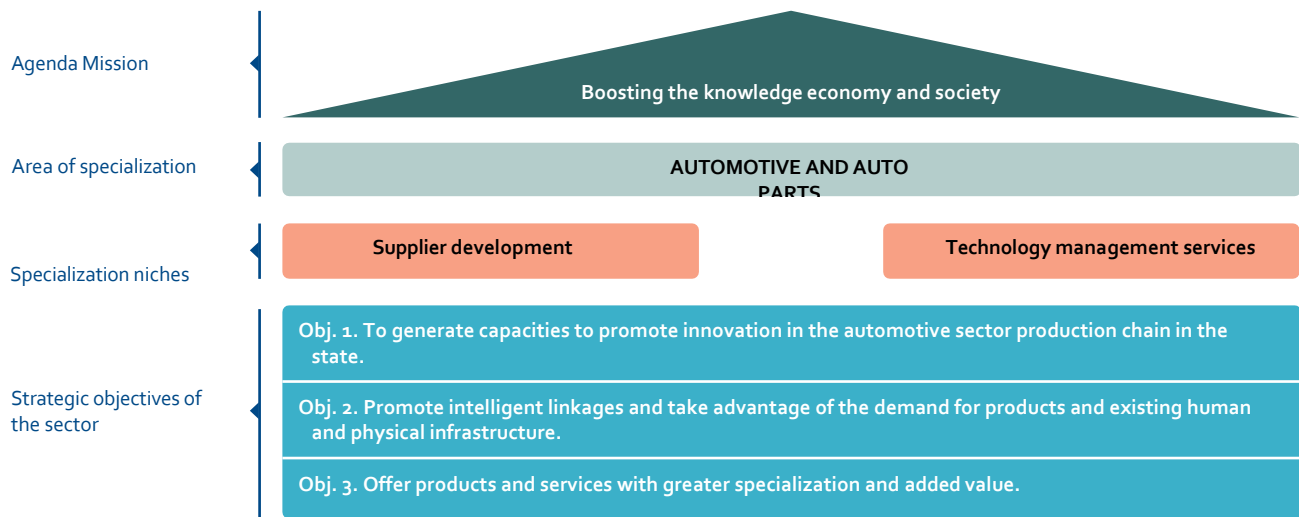 Agenda Mission
Boosting the knowledge economy and society
Area of specialization
AUTOMOTIVE AND AUTO
PARTS
Specialization niches
Supplier development
Technology management services
Strategic objectives of
the sector
Obj. 1. To generate capacities to promote innovation in the automotive sector production chain in the
state.
Obj. 2. Promote intelligent linkages and take advantage of the demand for products and existing human
and physical infrastructure.
Obj. 3. Offer products and services with greater specialization and added value.